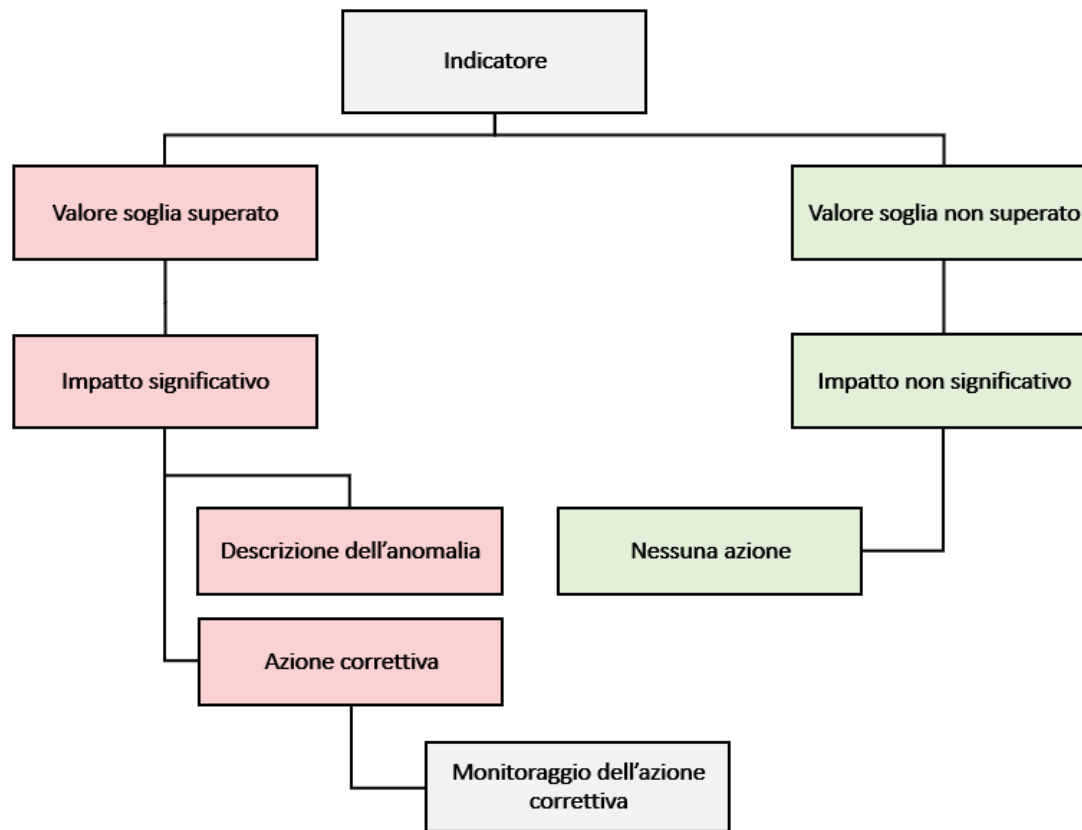 Indicatore
Valore soglia superato
Valore soglia non superato
Impatto significativo
Impatto non significativo
Descrizione dell’anomalia
Nessuna azione
Azione correttiva
Monitoraggio dell’azione
correttiva